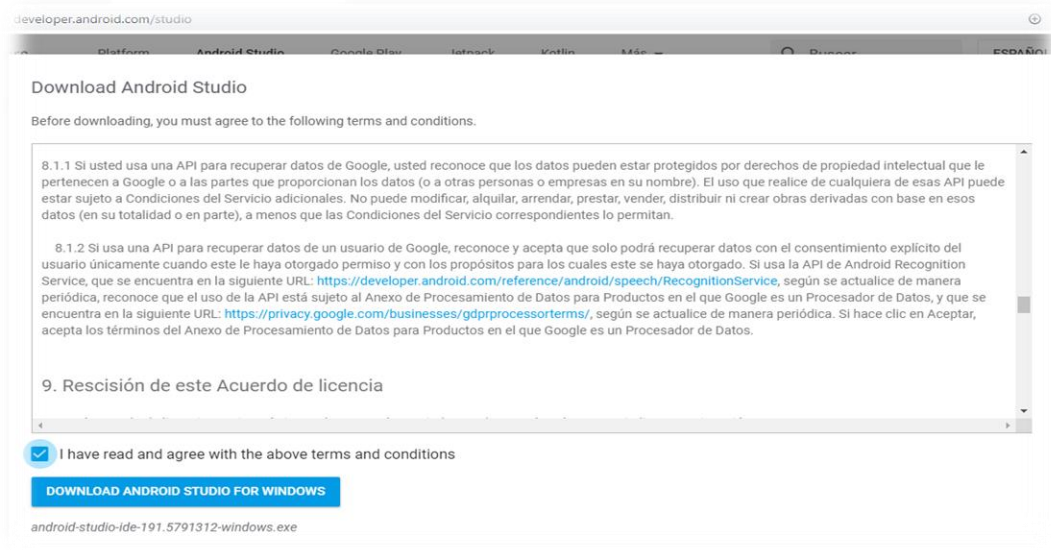 developer.android.com/studio
Platform Android Studio Google Play Jetpack Kotlin Más Buscar ESPAÑOL
Download Android Studio
Before downloading, you must agree to the following terms and conditions.
8.1.1 Si usted usa una API para recuperar datos de Google, usted reconoce que los datos pueden estar protegidos por derechos de propiedad intelectual que le
pertenecen a Google o a las partes que proporcionan los datos (o a otras personas o empresas en su nombre). El uso que realice de cualquiera de esas API puede
estar sujeto a Condiciones del Servicio adicionales. No puede modificar, alquilar, arrendar, prestar, vender, distribuir ni crear obras derivadas con base en esos
datos (en su totalidad o en parte), a menos que las Condiciones del Servicio correspondientes lo permitan.
8.1.2 Si usa una API para recuperar datos de un usuario de Google, reconoce y acepta que solo podrá recuperar datos con el consentimiento explícito del
usuario únicamente cuando este le haya otorgado permiso y con los propósitos para los cuales este se haya otorgado. Si usa la API de Android Recognition
Service, que se encuentra en la siguiente URL: https://developer.android.com/reference/android/speech/RecognitionService, según se actualice de manera
periódica, reconoce que el uso de la API está sujeto al Anexo de Procesamiento de Datos para Productos en el que Google es un Procesador de Datos, y que se
encuentra en la siguiente URL: https://privacy.google.com/businesses/gdprprocessorterms/, según se actualice de manera periódica. Si hace clic en Aceptar,
acepta los términos del Anexo de Procesamiento de Datos para Productos en el que Google es un Procesador de Datos.
9. Rescisión de este Acuerdo de licencia
I have read and agree with the above terms and conditions
DOWNLOAD ANDROID STUDIO FOR WINDOWS
android-studio-ide-191.5791312-windows.exe